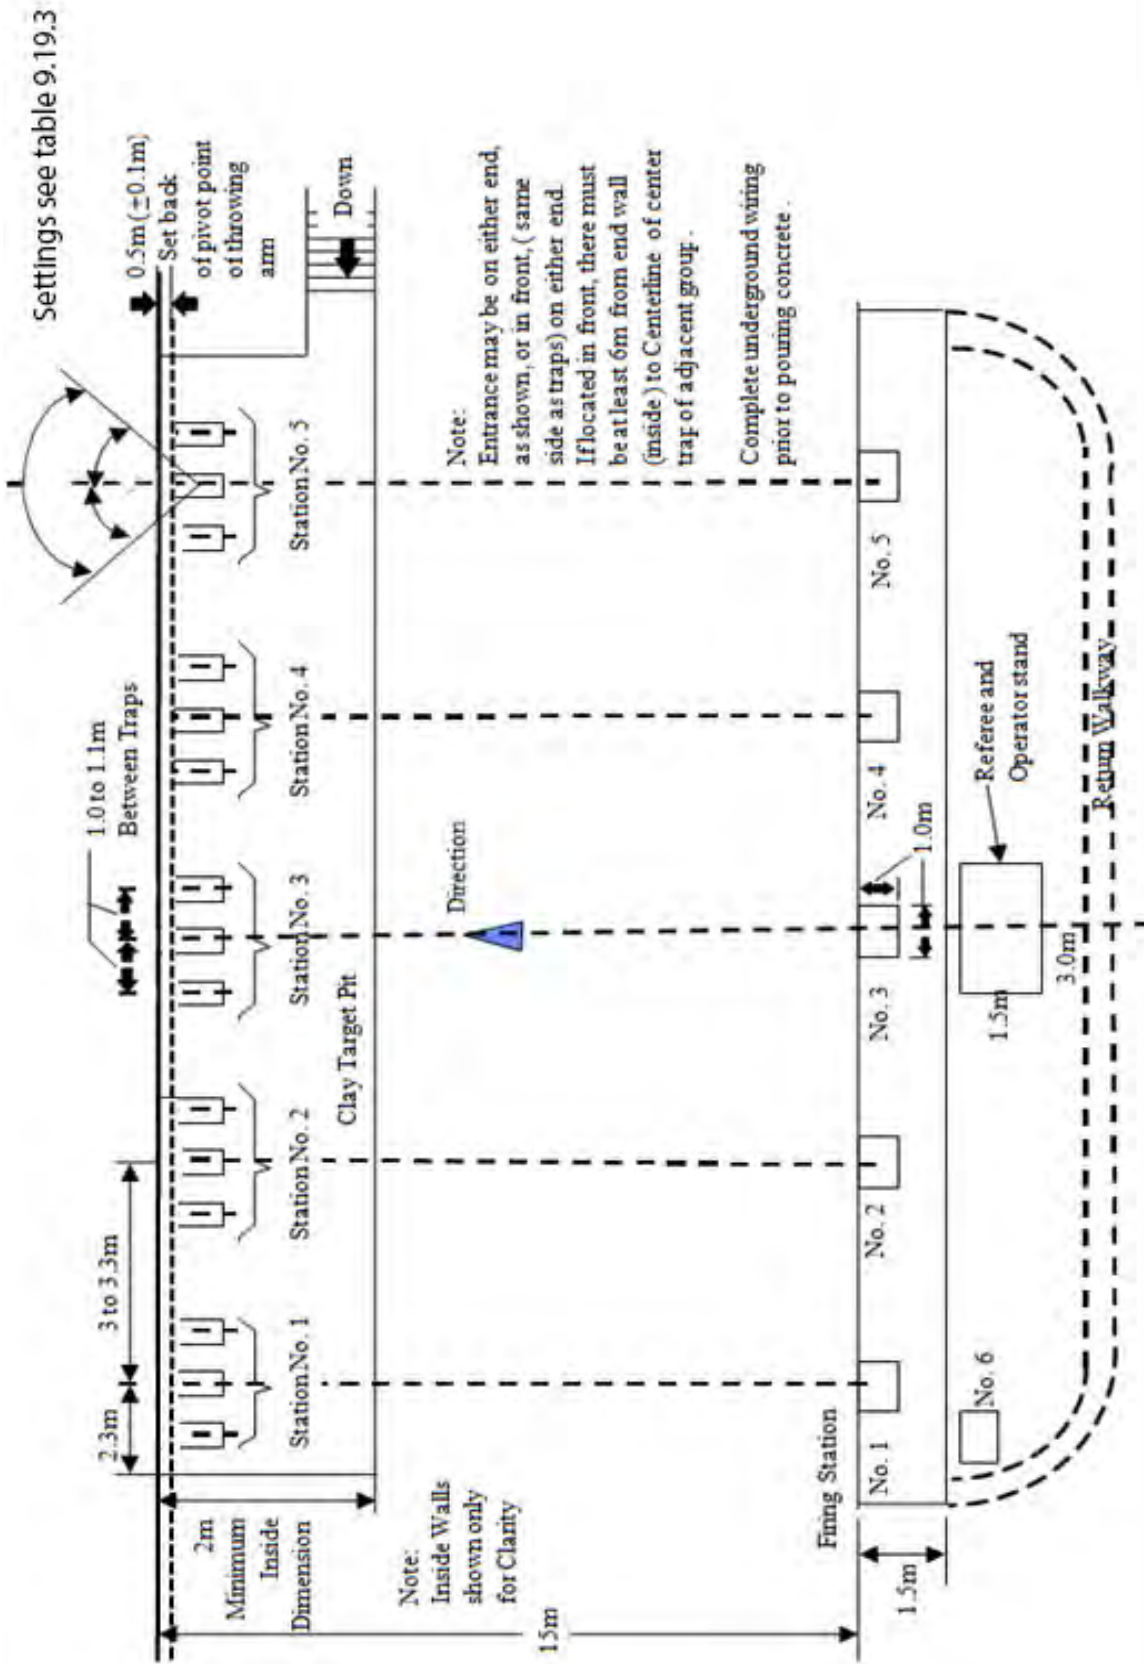 Settings see table 9.19.3
0.5m (±0.1m)
Set back
of pivot point
of throwing
arm
1.0 to 1.1m
Between Traps
3 to 3.3m
2.3m
2m
Minimum
Inside
Dimension
Station No. 1
Station No. 2
Station No. 3
Station No. 4
Station No. 5
Down
Clay Target Pit
Note:
Inside Walls
shown only
for Clarity
Direction
Note:
Entrance may be on either end,
as shown, or in front, ( same
side as traps) on either end.
If located in front, there must
be at least 6m from end wall
(inside ) to Centerline of center
trap of adjacent group .
Complete underground wing
prior to pouring concrete .
15m
Firing Station
No. 1
No. 2
No. 3
No. 4
No. 5
1.0m
1.5m
No. 6
1.5m
3.0m
Referee and
Operator stand
Return Walkway